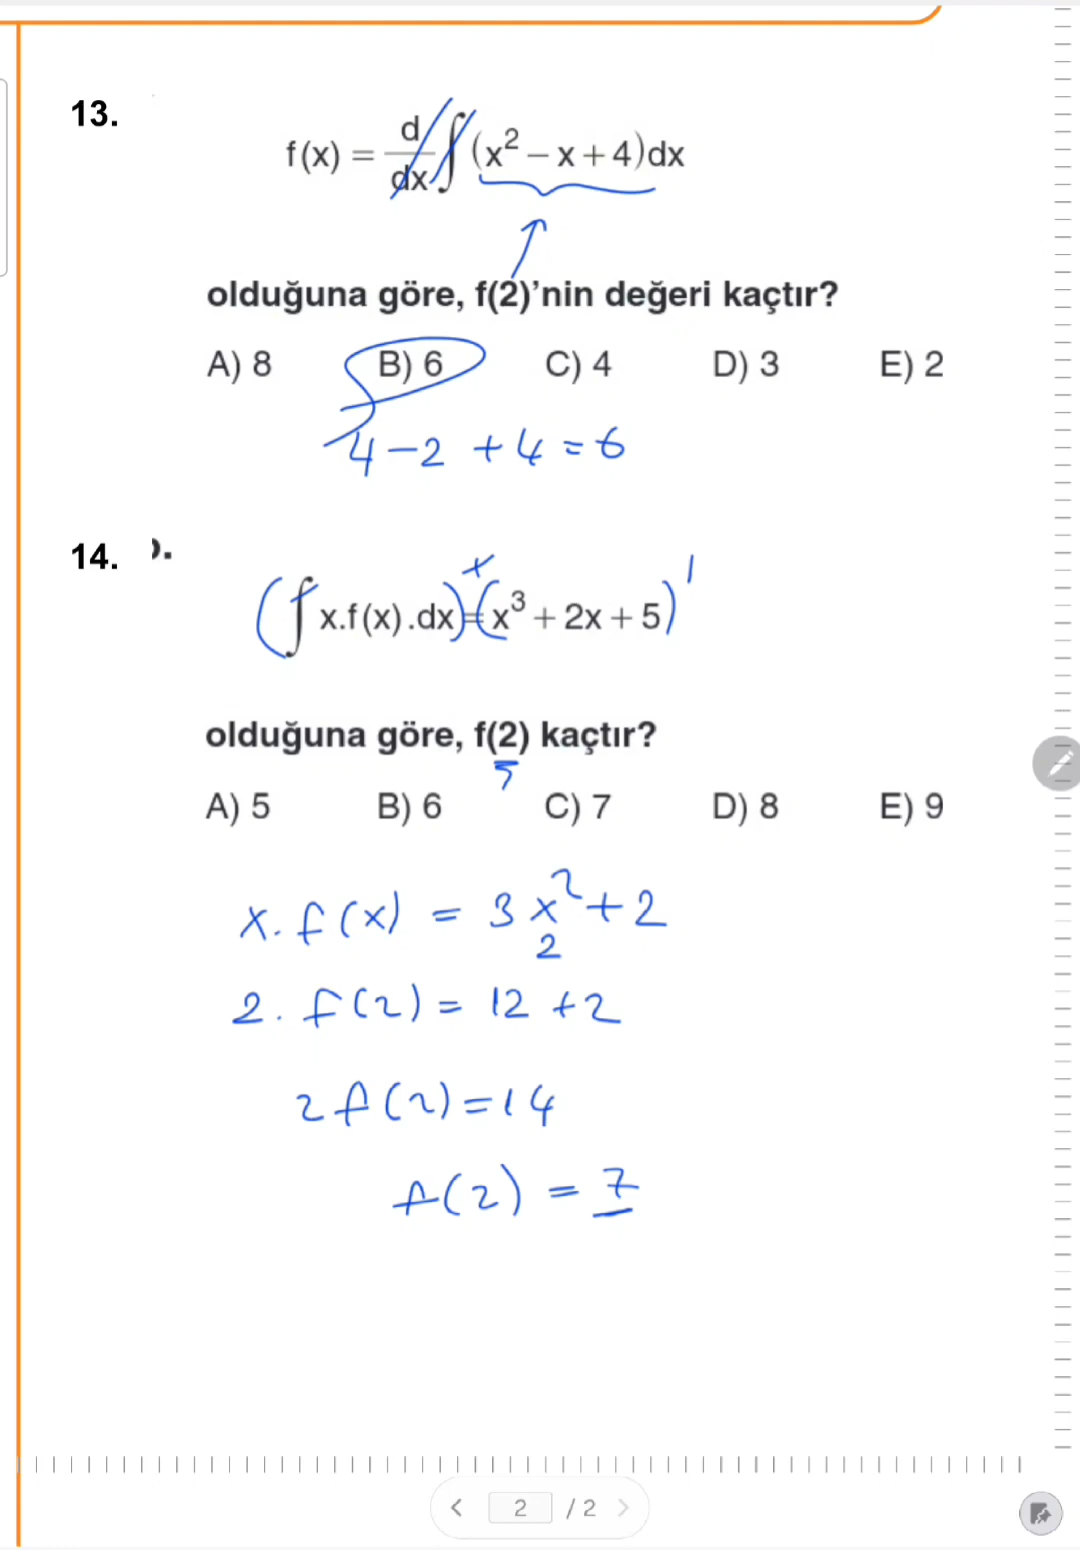 13.
f(x) = d/dx ∫(x² – x + 4)dx
olduğuna göre, f(2)’nin değeri kaçtır?
A) 8 B) 6 C) 4 D) 3 E) 2
4 – 2 + 4 = 6
14.
(∫ x.f(x).dx)' = (x³ + 2x + 5)'
olduğuna göre, f(2) kaçtır?
A) 5 B) 6 C) 7 D) 8 E) 9
x. f(x) = 3x² + 2
2
2. f(2) = 12 + 2
2f(2) = 14
f(2) = 7
2 / 2